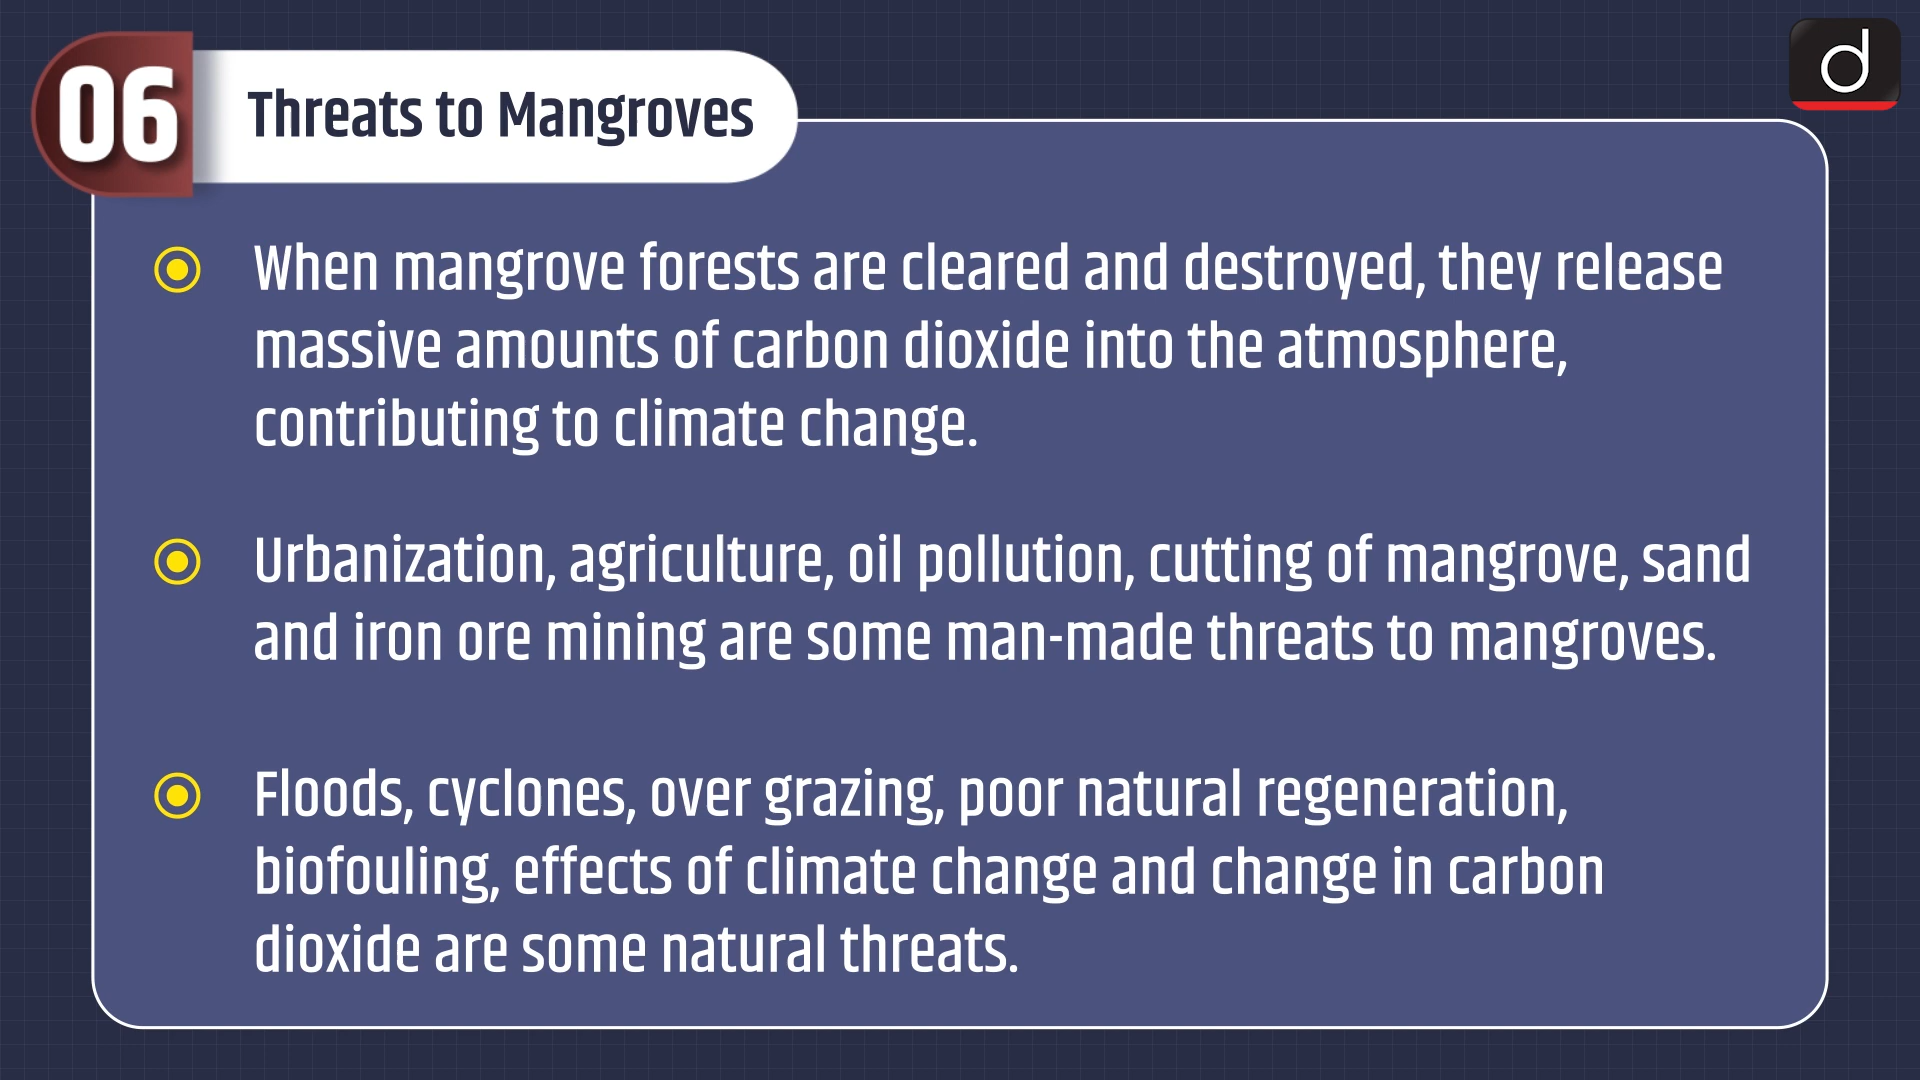 06
Threats to Mangroves
d
When mangrove forests are cleared and destroyed, they release
massive amounts of carbon dioxide into the atmosphere,
contributing to climate change.
Urbanization, agriculture, oil pollution, cutting of mangrove, sand
and iron ore mining are some man-made threats to mangroves.
Floods, cyclones, over grazing, poor natural regeneration,
biofouling, effects of climate change and change in carbon
dioxide are some natural threats.